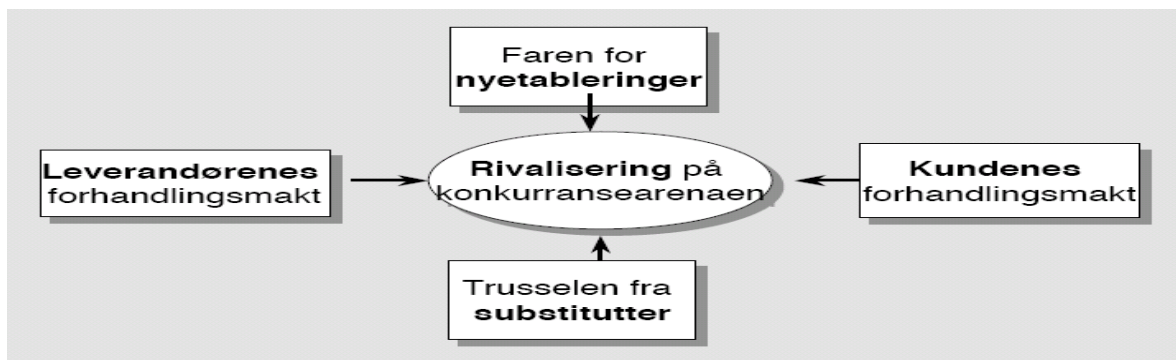 Faren for
nyetableringer
Leverandørenes
forhandlingsmakt
Rivalisering på
konkurransearenaen
Kundenes
forhandlingsmakt
Trusselen fra
substitutter